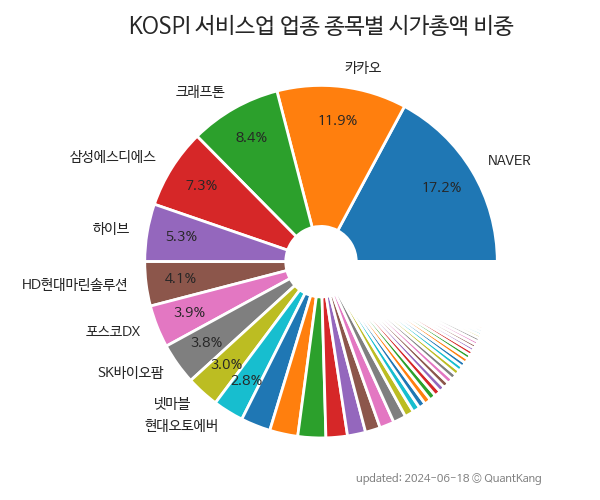 KOSPI 서비스업 업종 종목별 시가총액 비중
카카오
크래프톤
11.9%
8.4%
삼성에스디에스
NAVER
7.3%
17.2%
하이브
5.3%
4.1%
HD현대마린솔루션
3.9%
포스코DX
3.8%
SK바이오팜
3.0%
2.8%
넷마블
현대오토에버
updated: 2024-06-18 © QuantKang